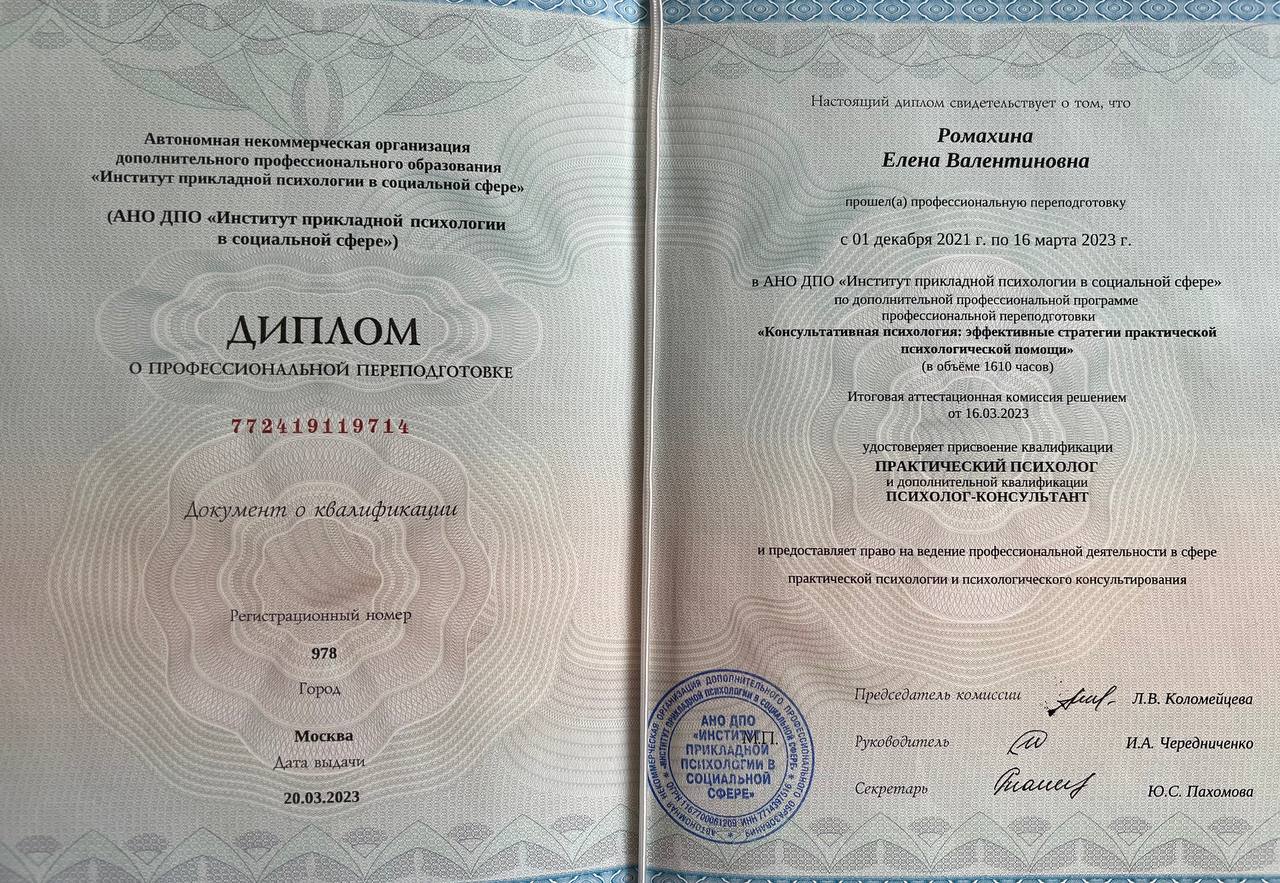 Автономная некоммерческая организация
дополнительного профессионального образования
«Институт прикладной психологии в социальной сфере»
(АНО ДПО «Институт прикладной психологии
в социальной сфере»)
ДИПЛОМ
О ПРОФЕССИОНАЛЬНОЙ ПЕРЕПОДГОТОВКЕ
772419119714
Документ о квалификации
Регистрационный номер
978
Город
Москва
Дата выдачи
20.03.2023
Настоящий диплом свидетельствует о том, что
Ромахина
Елена Валентиновна
прошел(а) профессиональную переподготовку
с 01 декабря 2021 г. по 16 марта 2023 г.
в АНО ДПО «Институт прикладной психологии в социальной сфере»
по дополнительной профессиональной программе
профессиональной переподготовки
«Консультативная психология: эффективные стратегии практической
психологической помощи»
(в объёме 1610 часов)
Итоговая аттестационная комиссия решением
от 16.03.2023
удостоверяет присвоение квалификации
ПРАКТИЧЕСКИЙ ПСИХОЛОГ
и дополнительной квалификации
ПСИХОЛОГ-КОНСУЛЬТАНТ
и предоставляет право на ведение профессиональной деятельности в сфере
практической психологии и психологического консультирования
Председатель комиссии Л.В. Коломейцева
Руководитель И.А. Чередниченко
Секретарь Ю.С. Пахомова
М.П.
АВТОНОМНАЯ НЕКОММЕРЧЕСКАЯ ОРГАНИЗАЦИЯ ДОПОЛНИТЕЛЬНОГО ПРОФЕССИОНАЛЬНОГО ОБРАЗОВАНИЯ
«ИНСТИТУТ ПРИКЛАДНОЙ ПСИХОЛОГИИ В СОЦИАЛЬНОЙ СФЕРЕ»
АНО ДПО
«ИНСТИТУТ
ПРИКЛАДНОЙ
ПСИХОЛОГИИ В
СОЦИАЛЬНОЙ
СФЕРЕ»